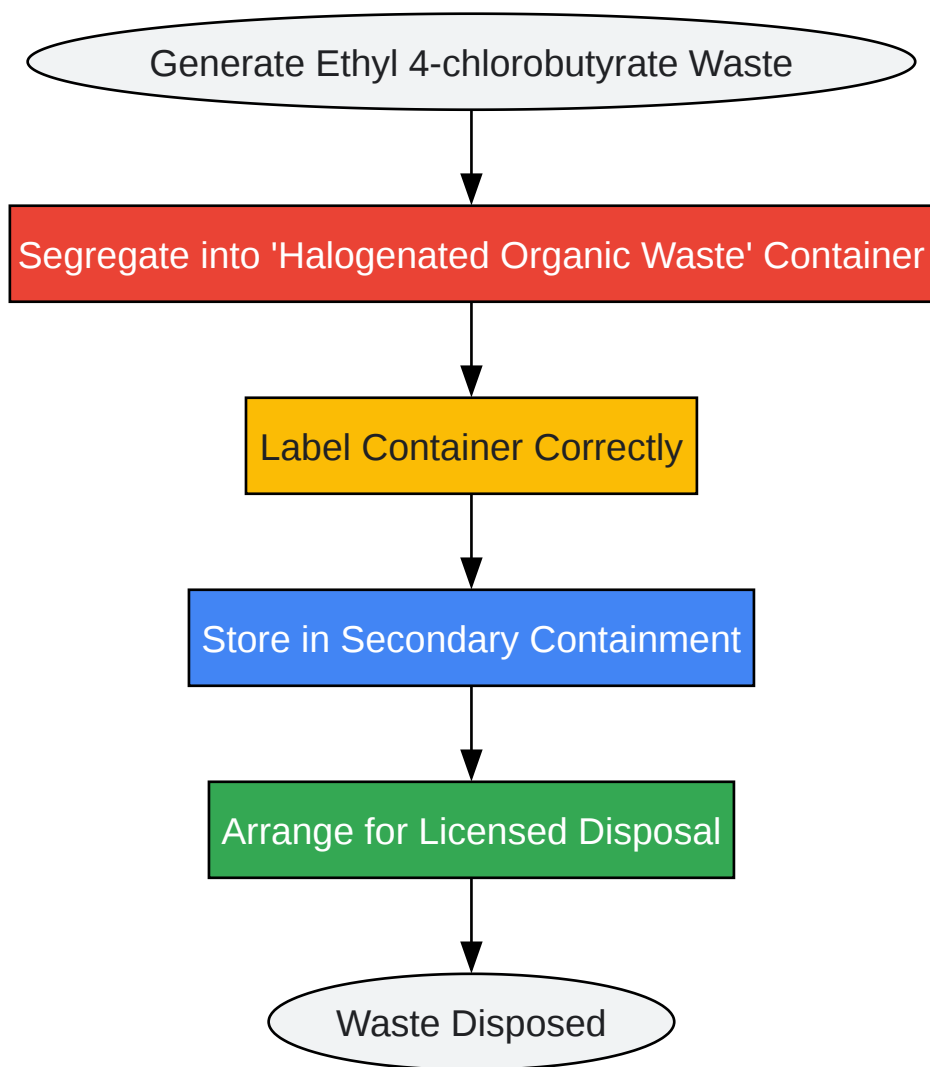 Generate Ethyl 4-chlorobutyrate Waste
Segregate into 'Halogenated Organic Waste' Container
Label Container Correctly
Store in Secondary Containment
Arrange for Licensed Disposal
Waste Disposed